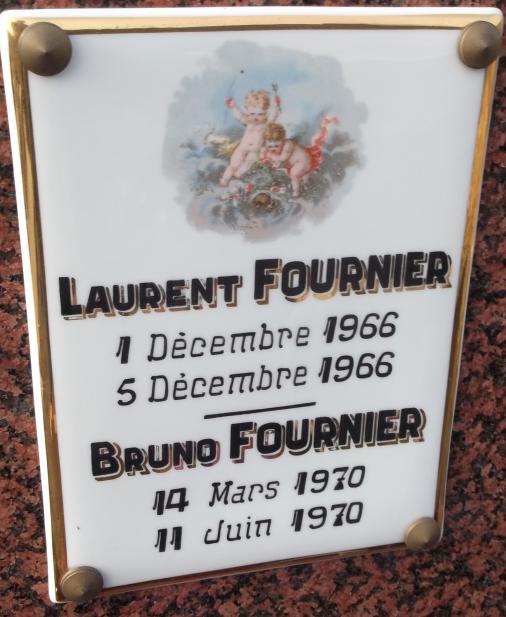 LAURENT FOURNIER
1 Décembre 1966
5 Décembre 1966
BRUNO FOURNIER
14 Mars 1970
11 Juin 1970